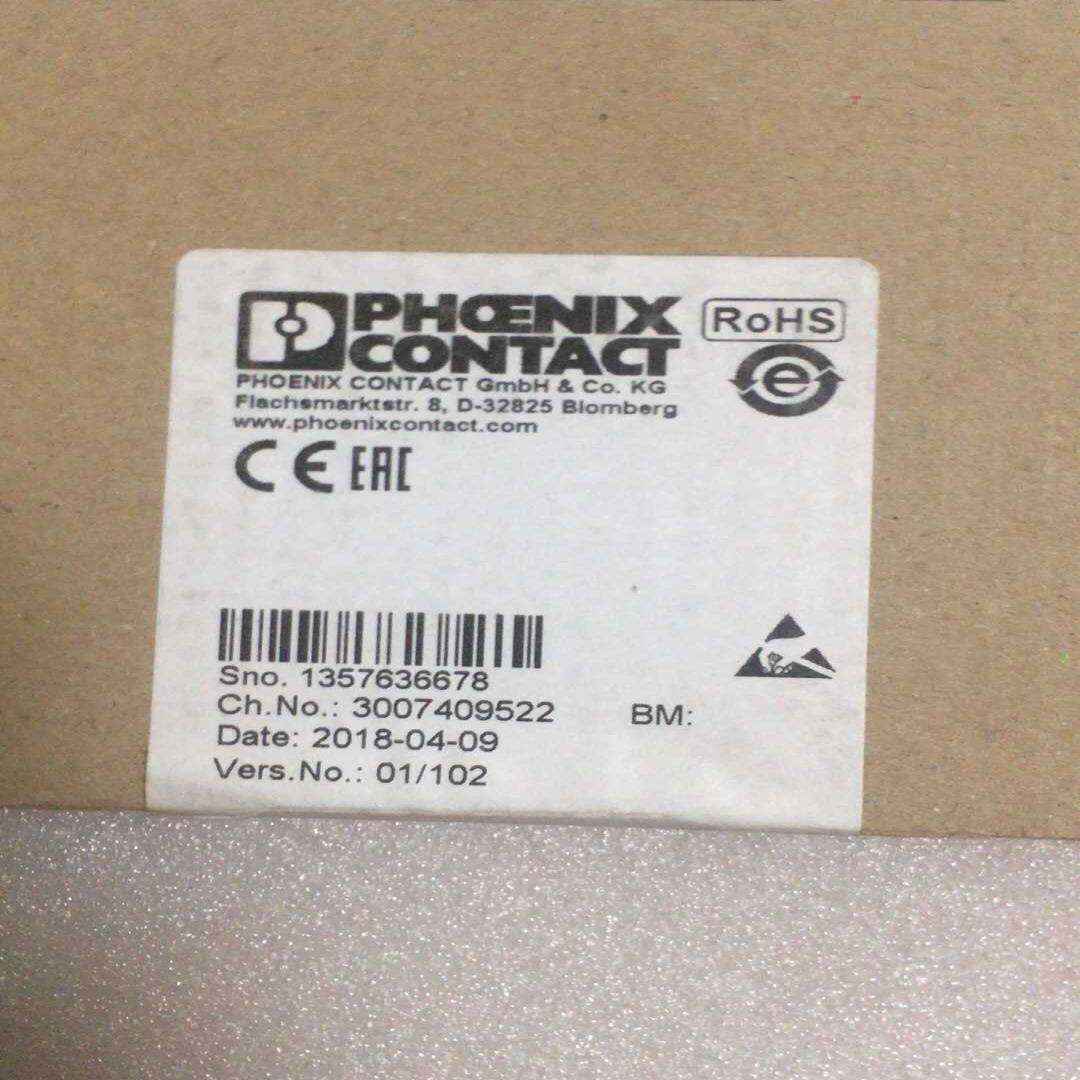 PHŒNIX
CONTACT
RoHS
e
PHOENIX CONTACT GmbH & Co. KG
Flachsmarktstr. 8, D-32825 Blomberg
www.phoenixcontact.com
CE EAC
Sno. 1357636678
Ch.No.: 3007409522 BM:
Date: 2018-04-09
Vers.No.: 01/102